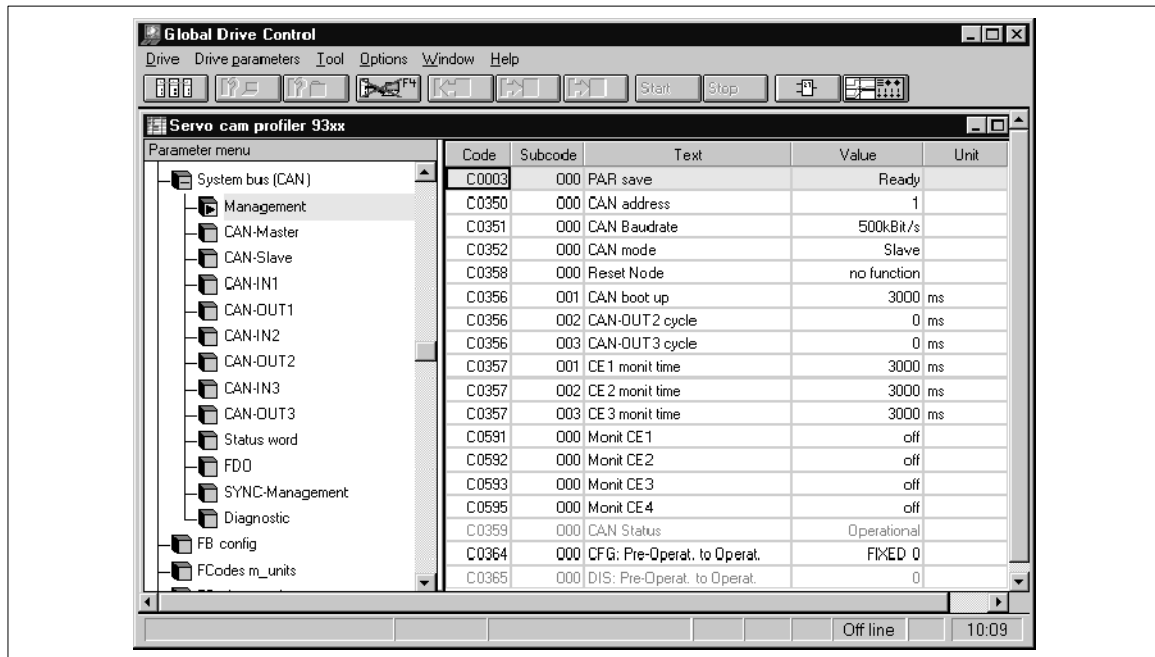 Global Drive Control
Drive Drive parameters Tool Options Window Help
F4 Start Stop
Servo cam profiler 93xx
Parameter menu
System bus (CAN)
Management
CAN-Master
CAN-Slave
CAN-IN1
CAN-OUT1
CAN-IN2
CAN-OUT2
CAN-IN3
CAN-OUT3
Status word
FDO
SYNC-Management
Diagnostic
FB config
FCodes m_units
Code Subcode Text Value Unit
C0003 000 PAR save Ready
C0350 000 CAN address 1
C0351 000 CAN Baudrate 500kBit/s
C0352 000 CAN mode Slave
C0358 000 Reset Node no function
C0356 001 CAN boot up 3000 ms
C0356 002 CAN-OUT2 cycle 0 ms
C0356 003 CAN-OUT3 cycle 0 ms
C0357 001 CE1 monit time 3000 ms
C0357 002 CE2 monit time 3000 ms
C0357 003 CE3 monit time 3000 ms
C0591 000 Monit CE1 off
C0592 000 Monit CE2 off
C0593 000 Monit CE3 off
C0595 000 Monit CE4 off
C0359 000 CAN Status Operational
C0364 000 CFG: Pre-Operat. to Operat. FIXED 0
C0365 000 DIS: Pre-Operat. to Operat. 0
Off line 10:09